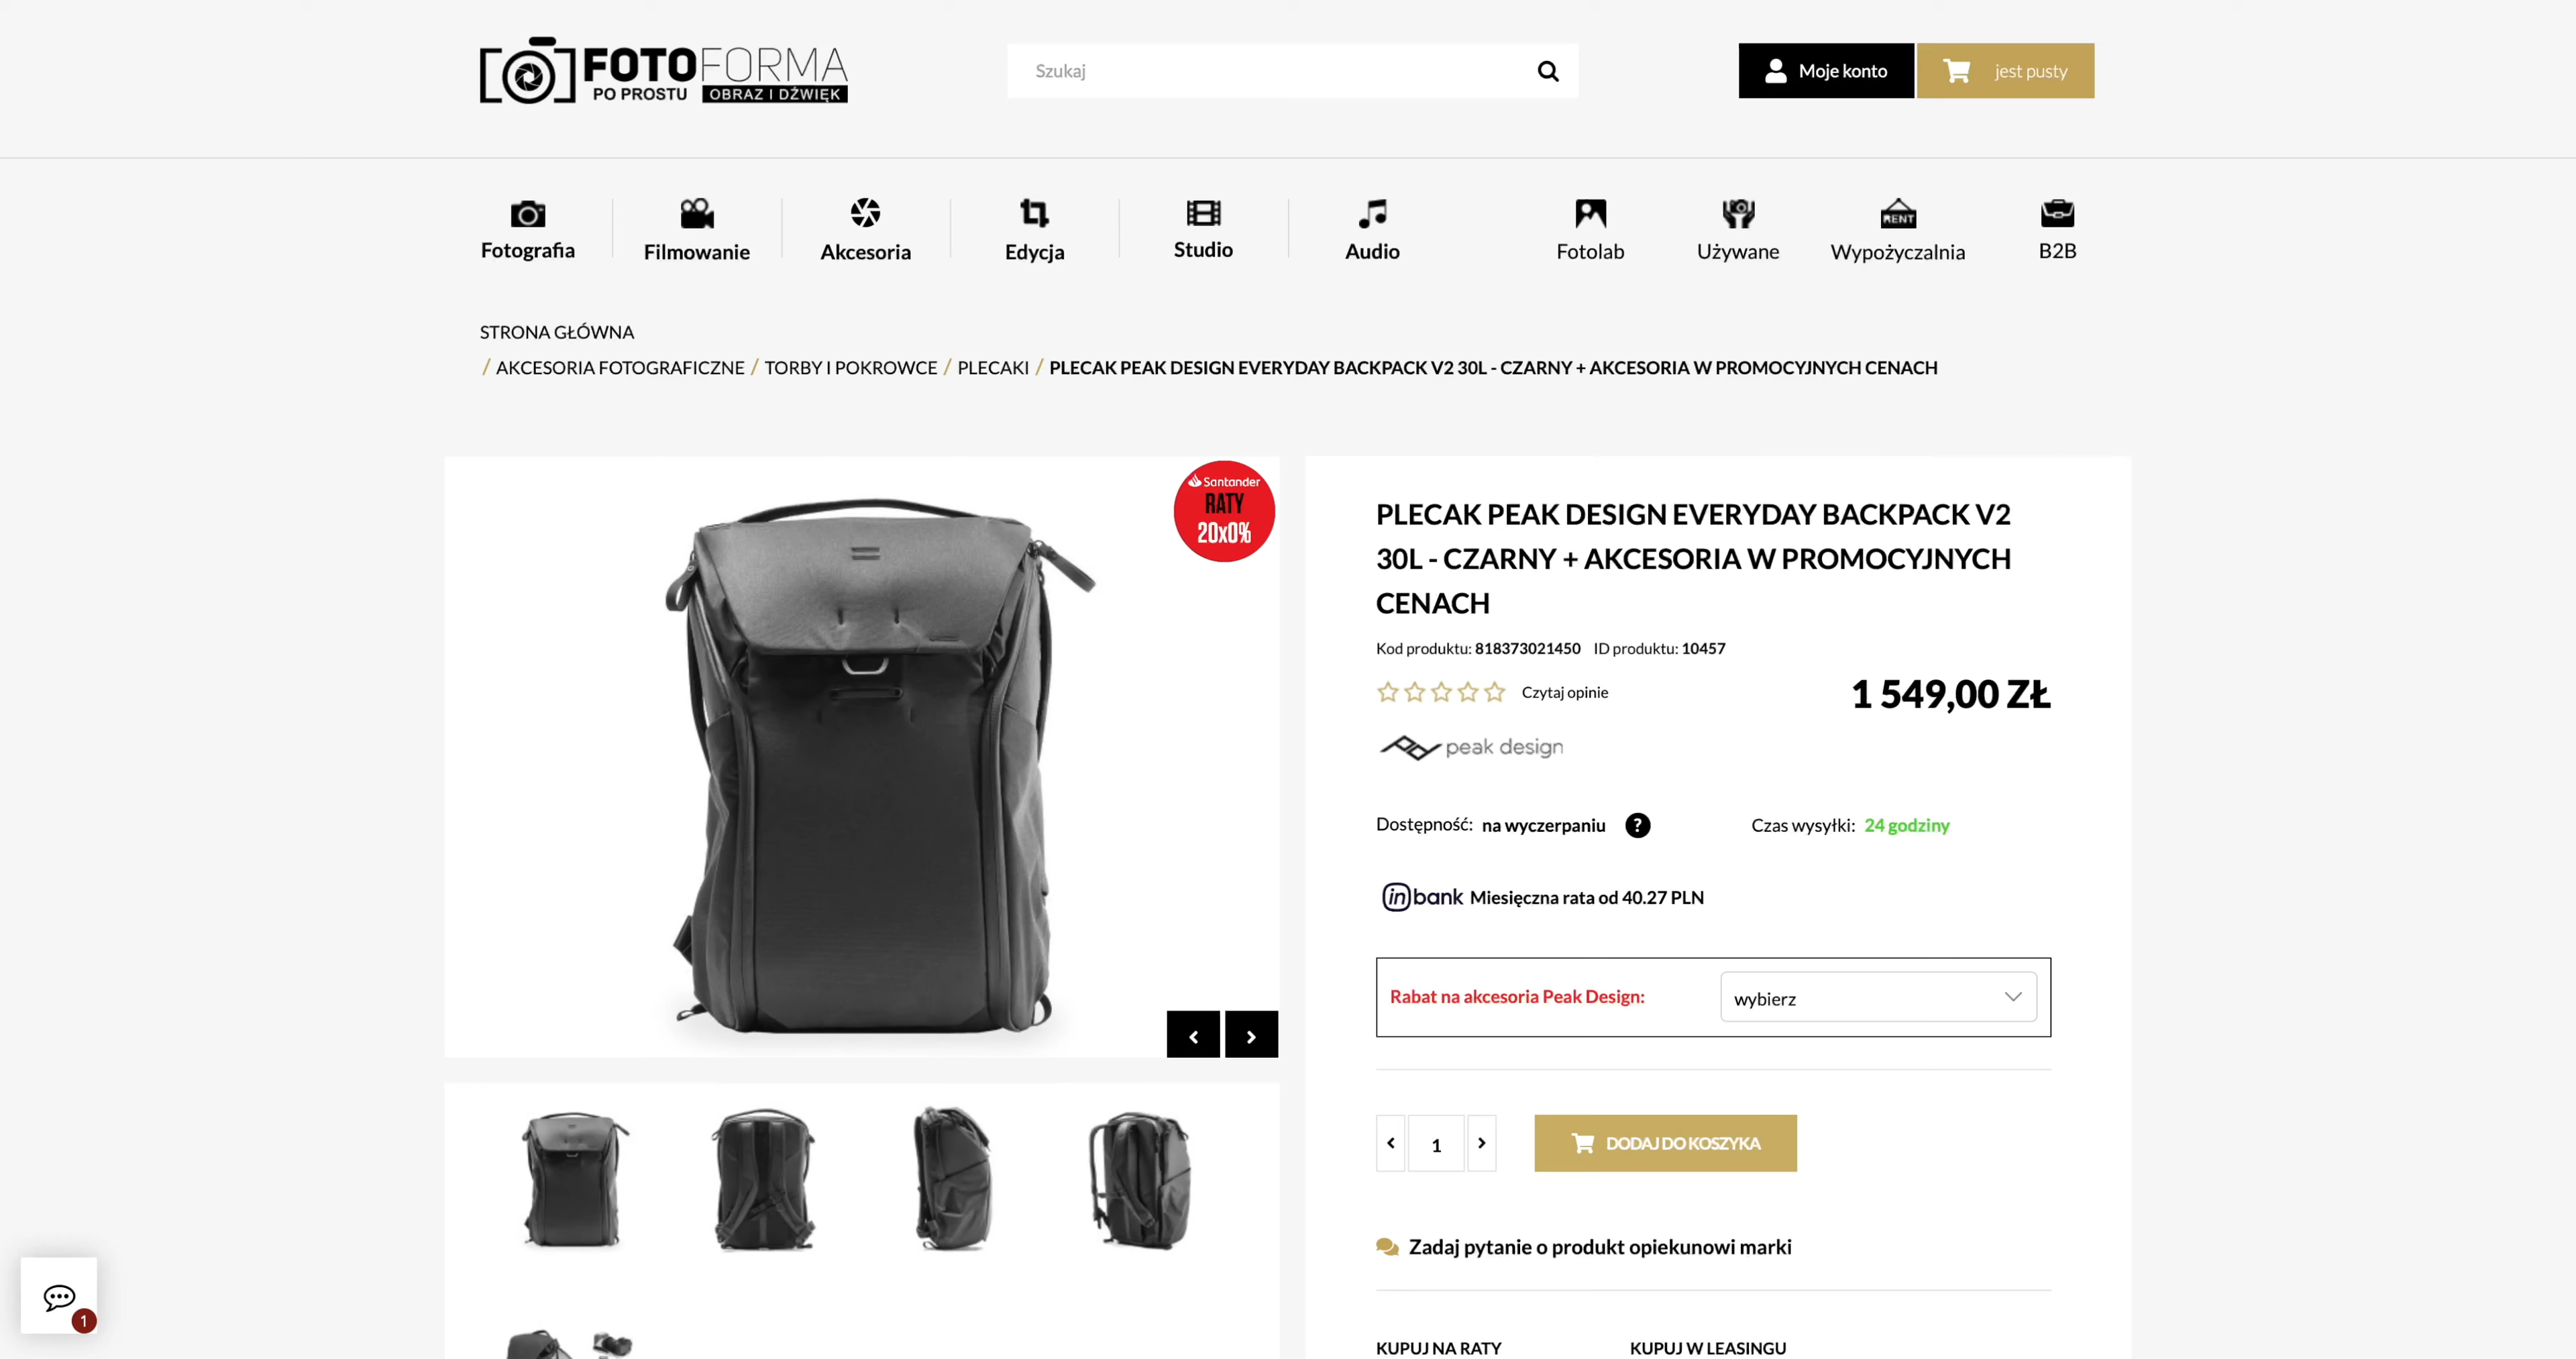 FOTOFORMA
PO PROSTU OBRAZ I DŹWIĘK
Szukaj
Moje konto
jest pusty
Fotografia
Filmowanie
Akcesoria
Edycja
Studio
Audio
Fotolab
Używane
RENT
Wypożyczalnia
B2B
STRONA GŁÓWNA
/ AKCESORIA FOTOGRAFICZNE / TORBY I POKROWCE / PLECAKI / PLECAK PEAK DESIGN EVERYDAY BACKPACK V2 30L - CZARNY + AKCESORIA W PROMOCYJNYCH CENACH
Santander
RATY
20x0%
PLECAK PEAK DESIGN EVERYDAY BACKPACK V2
30L - CZARNY + AKCESORIA W PROMOCYJNYCH
CENACH
Kod produktu: 818373021450 ID produktu: 10457
Czytaj opinie
1 549,00 ZŁ
peak design
Dostępność: na wyczerpaniu ?
Czas wysyłki: 24 godziny
inbank Miesięczna rata od 40.27 PLN
Rabat na akcesoria Peak Design:
wybierz
1
DODAJ DO KOSZYKA
Zadaj pytanie o produkt opiekunowi marki
1
KUPUJ NA RATY
KUPUJ W LEASINGU